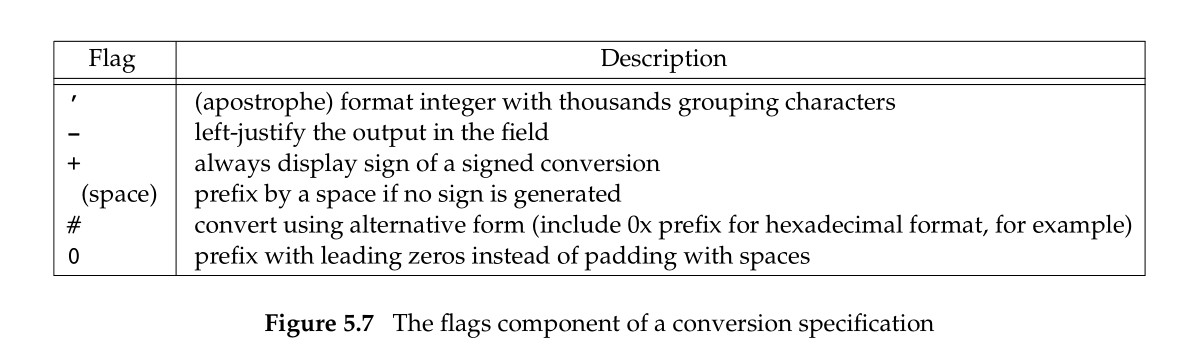 Flag Description
’ (apostrophe) format integer with thousands grouping characters
– left-justify the output in the field
+ always display sign of a signed conversion
(space) prefix by a space if no sign is generated
# convert using alternative form (include 0x prefix for hexadecimal format, for example)
0 prefix with leading zeros instead of padding with spaces
Figure 5.7 The flags component of a conversion specification